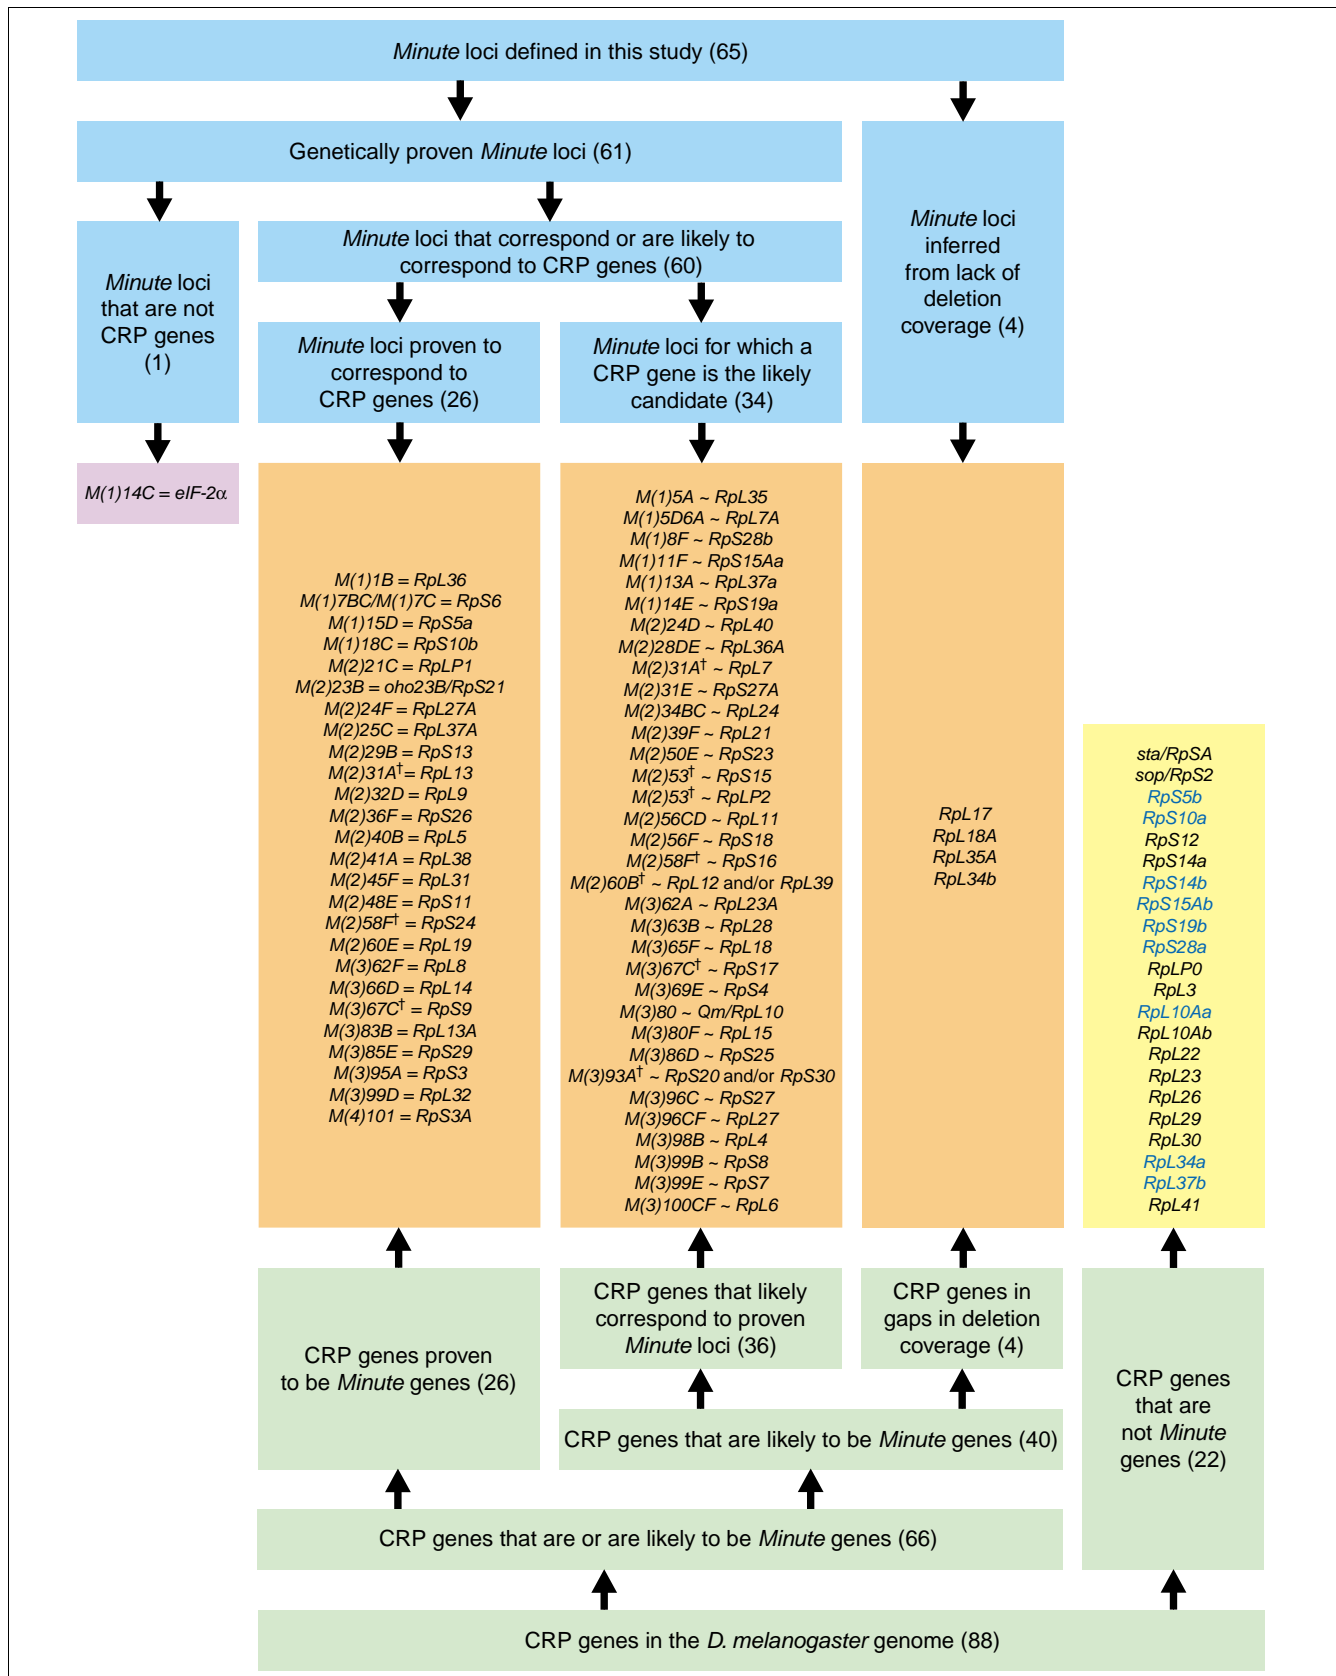 Minute loci defined in this study (65)
Genetically proven Minute loci (61)
Minute loci
inferred
from lack of
deletion
coverage (4)
Minute loci
that are not
CRP genes
(1)
Minute loci that correspond or are likely to
correspond to CRP genes (60)
Minute loci proven to
correspond to
CRP genes (26)
Minute loci for which a
CRP gene is the likely
candidate (34)
M(1)14C = eIF-2α
M(1)1B = RpL36
M(1)7BC/M(1)7C = RpS6
M(1)15D = RpS5a
M(1)18C = RpS10b
M(2)21C = RpLP1
M(2)23B = oho23B/RpS21
M(2)24F = RpL27A
M(2)25C = RpL37A
M(2)29B = RpS13
M(2)31A†= RpL13
M(2)32D = RpL9
M(2)36F = RpS26
M(2)40B = RpL5
M(2)41A = RpL38
M(2)45F = RpL31
M(2)48E = RpS11
M(2)58F† = RpS24
M(2)60E = RpL19
M(3)62F = RpL8
M(3)66D = RpL14
M(3)67C† = RpS9
M(3)83B = RpL13A
M(3)85E = RpS29
M(3)95A = RpS3
M(3)99D = RpL32
M(4)101 = RpS3A
M(1)5A ~ RpL35
M(1)5D6A ~ RpL7A
M(1)8F ~ RpS28b
M(1)11F ~ RpS15Aa
M(1)13A ~ RpL37a
M(1)14E ~ RpS19a
M(2)24D ~ RpL40
M(2)28DE ~ RpL36A
M(2)31A† ~ RpL7
M(2)31E ~ RpS27A
M(2)34BC ~ RpL24
M(2)39F ~ RpL21
M(2)50E ~ RpS23
M(2)53† ~ RpS15
M(2)53† ~ RpLP2
M(2)56CD ~ RpL11
M(2)56F ~ RpS18
M(2)58F† ~ RpS16
M(2)60B† ~ RpL12 and/or RpL39
M(3)62A ~ RpL23A
M(3)63B ~ RpL28
M(3)65F ~ RpL18
M(3)67C† ~ RpS17
M(3)69E ~ RpS4
M(3)80 ~ Qm/RpL10
M(3)80F ~ RpL15
M(3)86D ~ RpS25
M(3)93A† ~ RpS20 and/or RpS30
M(3)96C ~ RpS27
M(3)96CF ~ RpL27
M(3)98B ~ RpL4
M(3)99B ~ RpS8
M(3)99E ~ RpS7
M(3)100CF ~ RpL6
RpL17
RpL18A
RpL35A
RpL34b
sta/RpSA
sop/RpS2
RpS5b
RpS10a
RpS12
RpS14a
RpS14b
RpS15Ab
RpS19b
RpS28a
RpLP0
RpL3
RpL10Aa
RpL10Ab
RpL22
RpL23
RpL26
RpL29
RpL30
RpL34a
RpL37b
RpL41
CRP genes proven
to be Minute genes (26)
CRP genes that likely
correspond to proven
Minute loci (36)
CRP genes in
gaps in deletion
coverage (4)
CRP genes
that are
not Minute
genes (22)
CRP genes that are likely to be Minute genes (40)
CRP genes that are or are likely to be Minute genes (66)
CRP genes in the D. melanogaster genome (88)